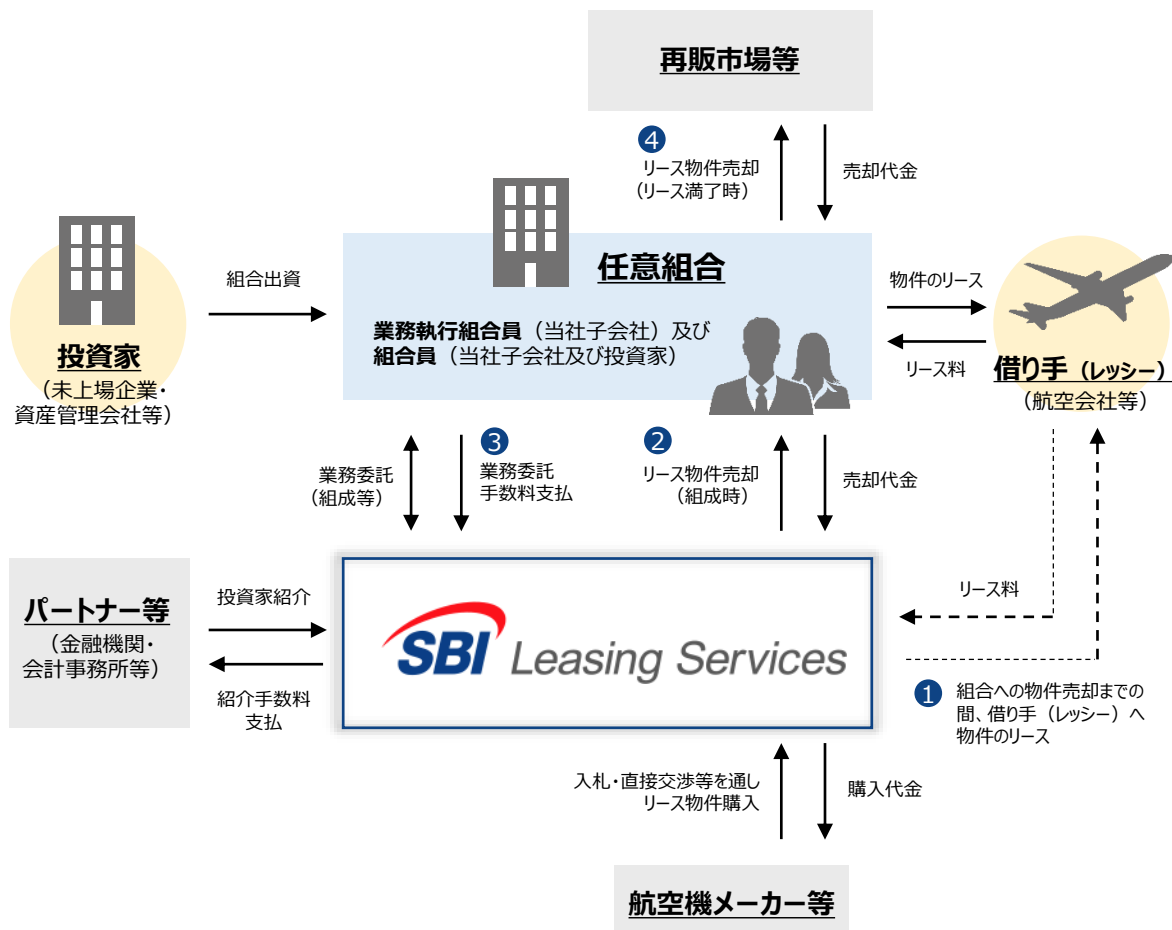 再販市場等
4
リース物件売却
(リース満了時)
売却代金
組合出資
任意組合
業務執行組合員（当社子会社）及び
組合員（当社子会社及び投資家）
物件のリース
リース料
投資家
（未上場企業・
資産管理会社等）
借り手（レッシー）
（航空会社等）
業務委託
（組成等）
3
業務委託
手数料支払
2
リース物件売却
(組成時)
売却代金
パートナー等
（金融機関・
会計事務所等）
投資家紹介
紹介手数料
支払
SBI Leasing Services
リース料
1
組合への物件売却までの
間、借り手（レッシー）へ
物件のリース
入札・直接交渉等を通し
リース物件購入
購入代金
航空機メーカー等